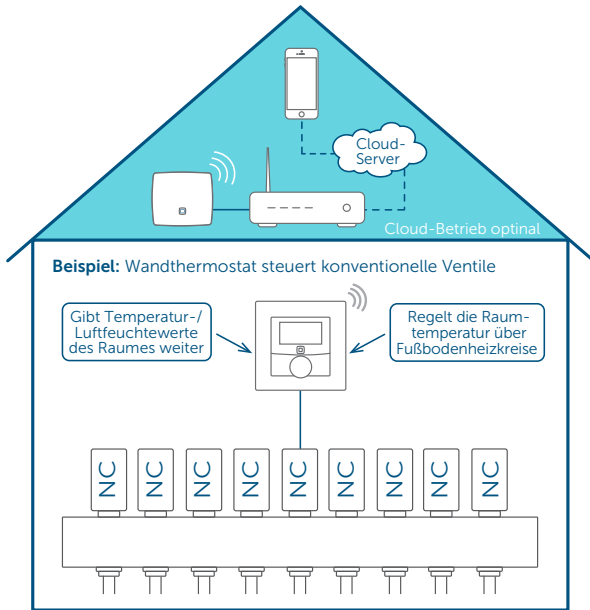 Cloud-
Server
Cloud-Betrieb optinal
Beispiel: Wandthermostat steuert konventionelle Ventile
Gibt Temperatur-/
Luftfeuchtewerte
des Raumes weiter
Regelt die Raum-
temperatur über
Fußbodenheizkreise
NC
NC
NC
NC
NC
NC
NC
NC
NC